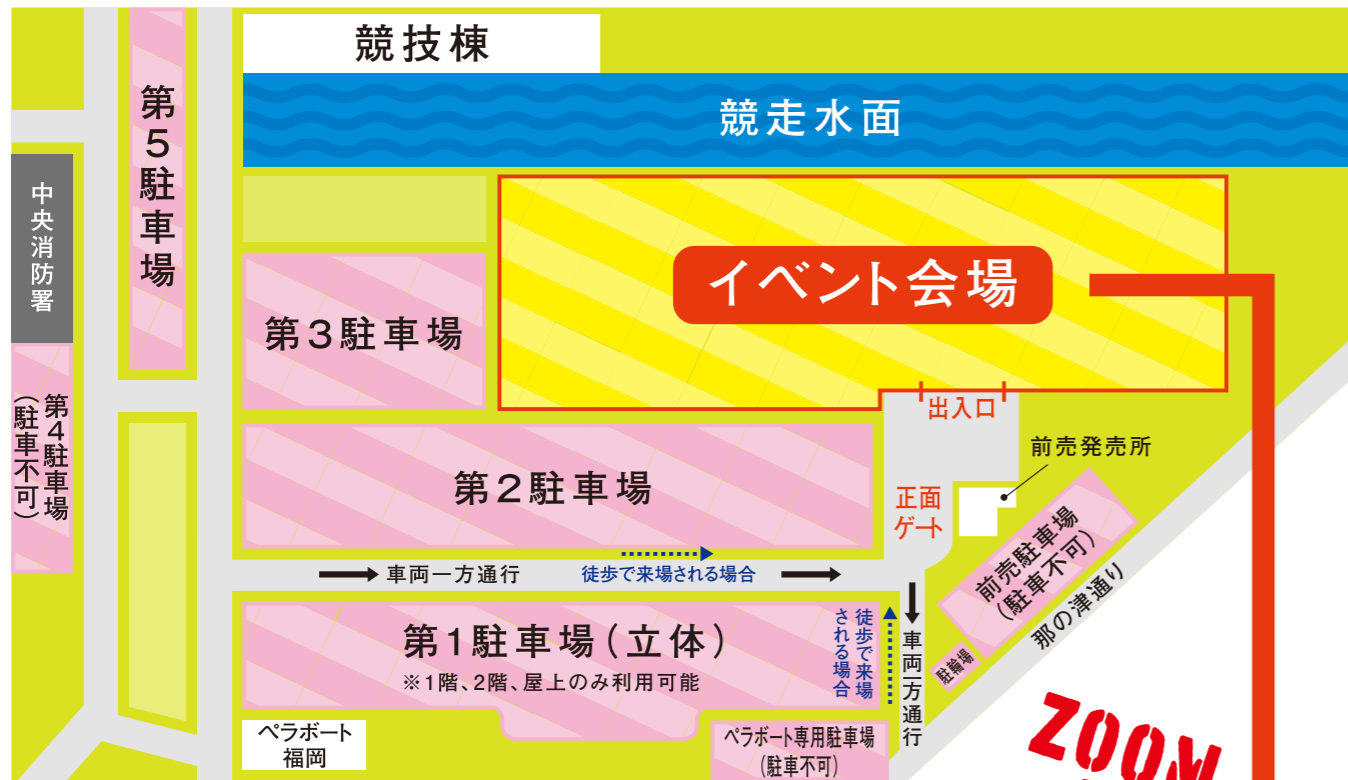 競技棟
競走水面
第5駐車場
中央消防署
イベント会場
第3駐車場
第4駐車場
（駐車不可）
出入口
前売発売所
第2駐車場
正面
ゲート
前売駐車場
（駐車不可）
那の津通り
車両一方通行
徒歩で来場される場合
第1駐車場（立体）
※1階、2階、屋上のみ利用可能
徒歩で来場
される場合
車両一方通行
駐輪場
ペラボート
福岡
ペラボート専用駐車場
（駐車不可）
ZOOM